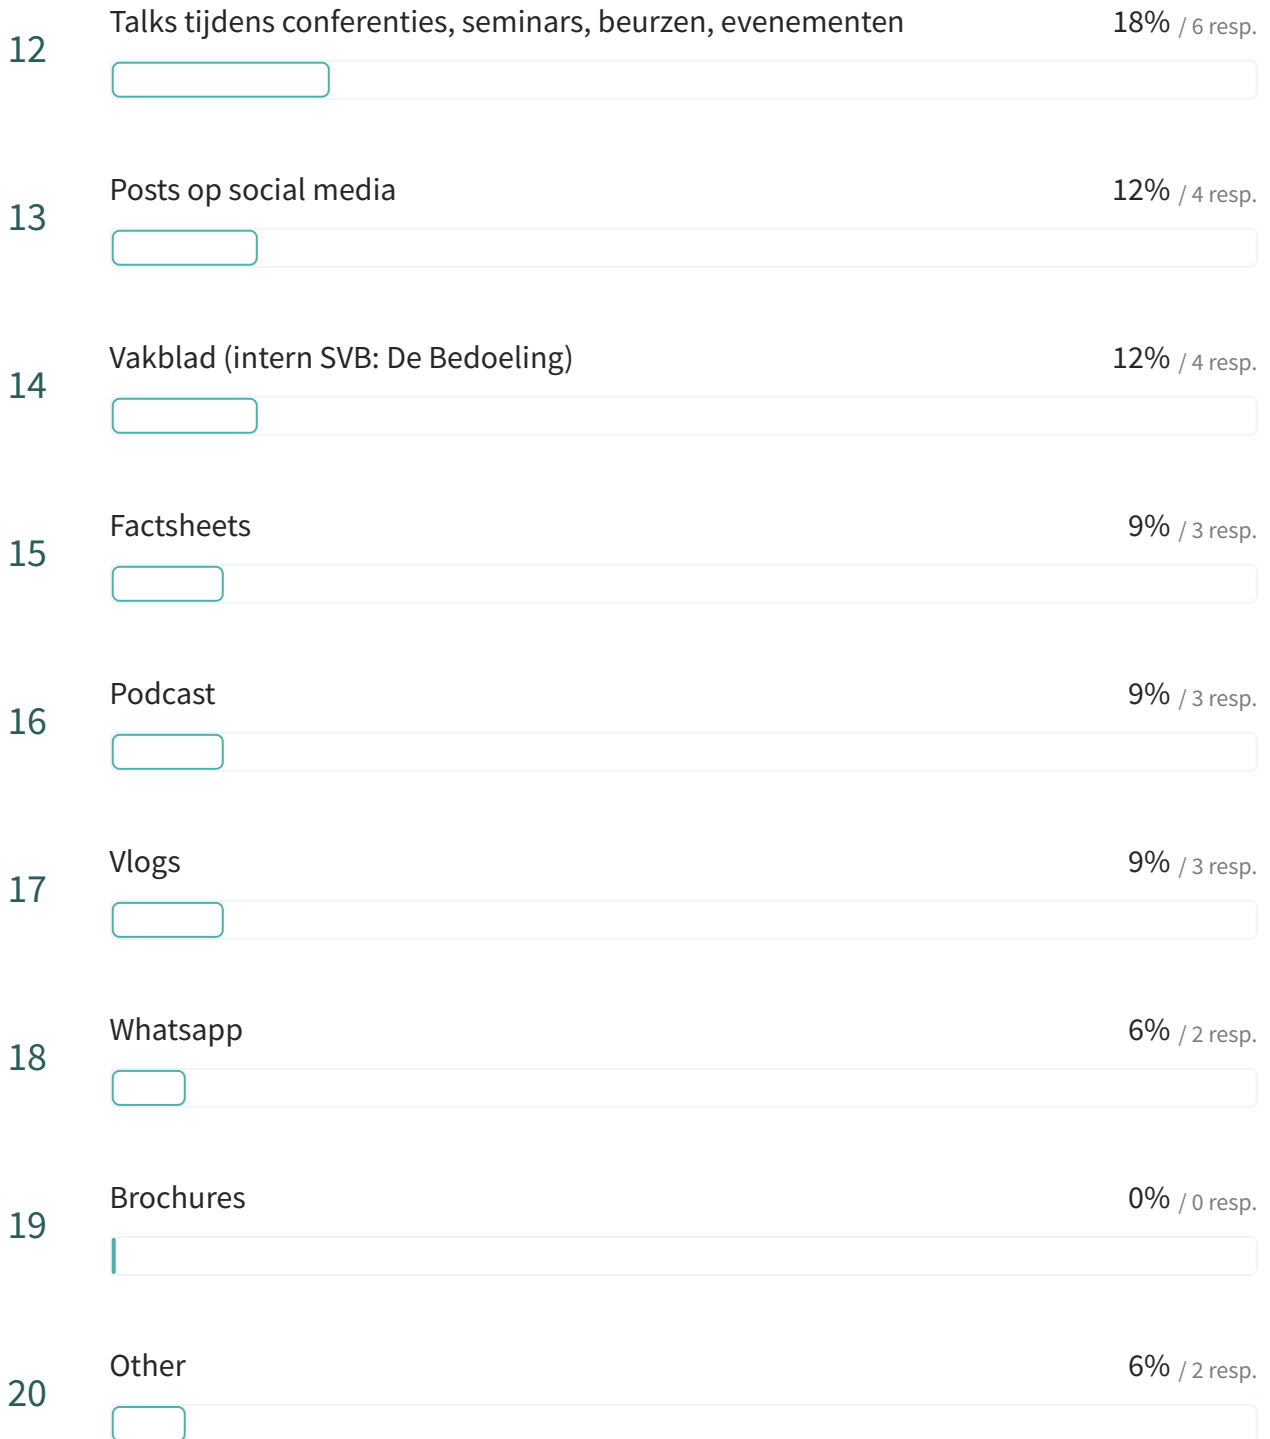 12 Talks tijdens conferenties, seminars, beurzen, evenementen 18% / 6 resp.
13 Posts op social media 12% / 4 resp.
14 Vakblad (intern SVB: De Bedoeling) 12% / 4 resp.
15 Factsheets 9% / 3 resp.
16 Podcast 9% / 3 resp.
17 Vlogs 9% / 3 resp.
18 Whatsapp 6% / 2 resp.
19 Brochures 0% / 0 resp.
20 Other 6% / 2 resp.